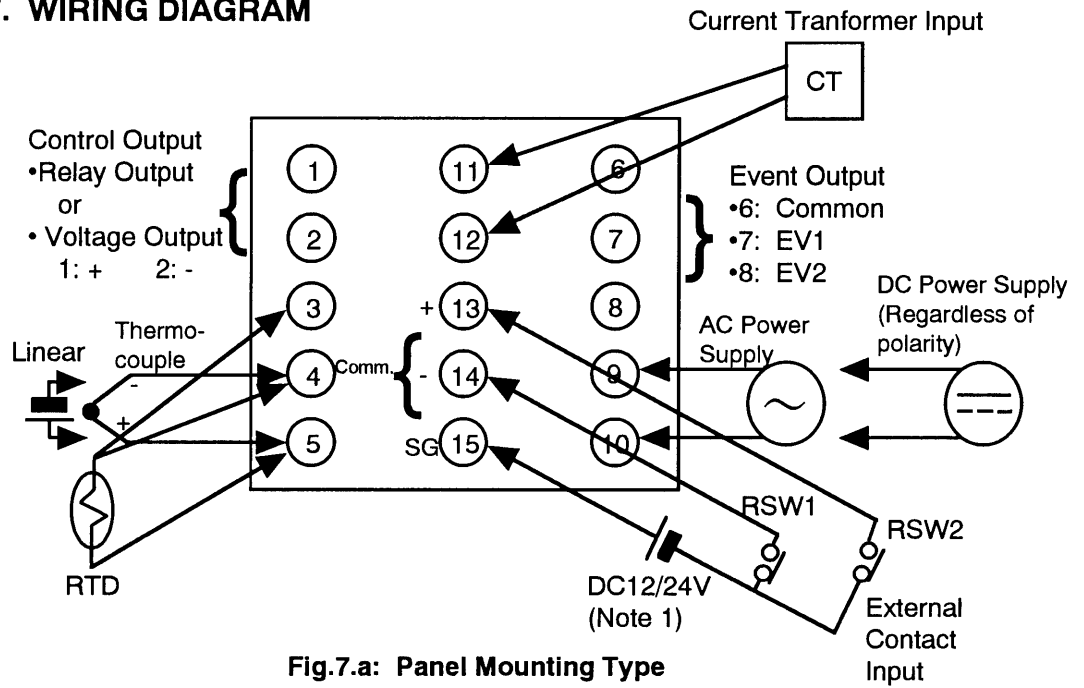 . WIRING DIAGRAM
Current Tranformer Input
CT
Control Output
•Relay Output
or
• Voltage Output
1: + 2: -
1
2
3
4
5
11
12
+ 13
Comm.
- 14
SG 15
6
7
8
9
10
Event Output
•6: Common
•7: EV1
•8: EV2
AC Power
Supply
DC Power Supply
(Regardless of
polarity)
Linear
Thermo-
couple
-
+
RTD
RSW1
RSW2
DC12/24V
(Note 1)
External
Contact
Input
Fig.7.a: Panel Mounting Type